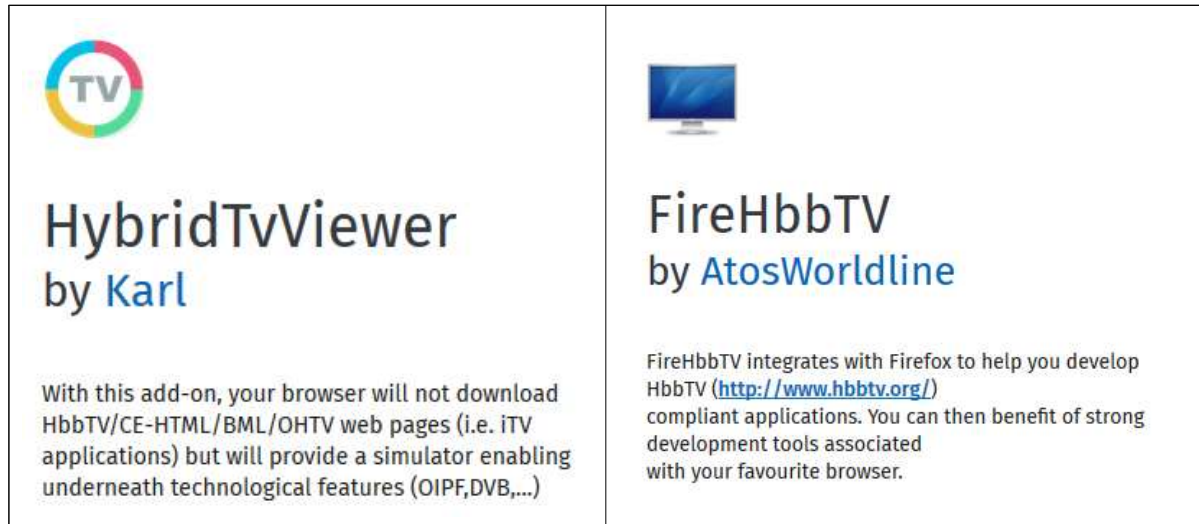 TV
HybridTvViewer
by Karl
With this add-on, your browser will not download
HbbTV/CE-HTML/BML/OHTV web pages (i.e. iTV
applications) but will provide a simulator enabling
underneath technological features (OIPF,DVB,...)
FireHbbTV
by AtosWorldline
FireHbbTV integrates with Firefox to help you develop
HbbTV (http://www.hbbtv.org/)
compliant applications. You can then benefit of strong
development tools associated
with your favourite browser.